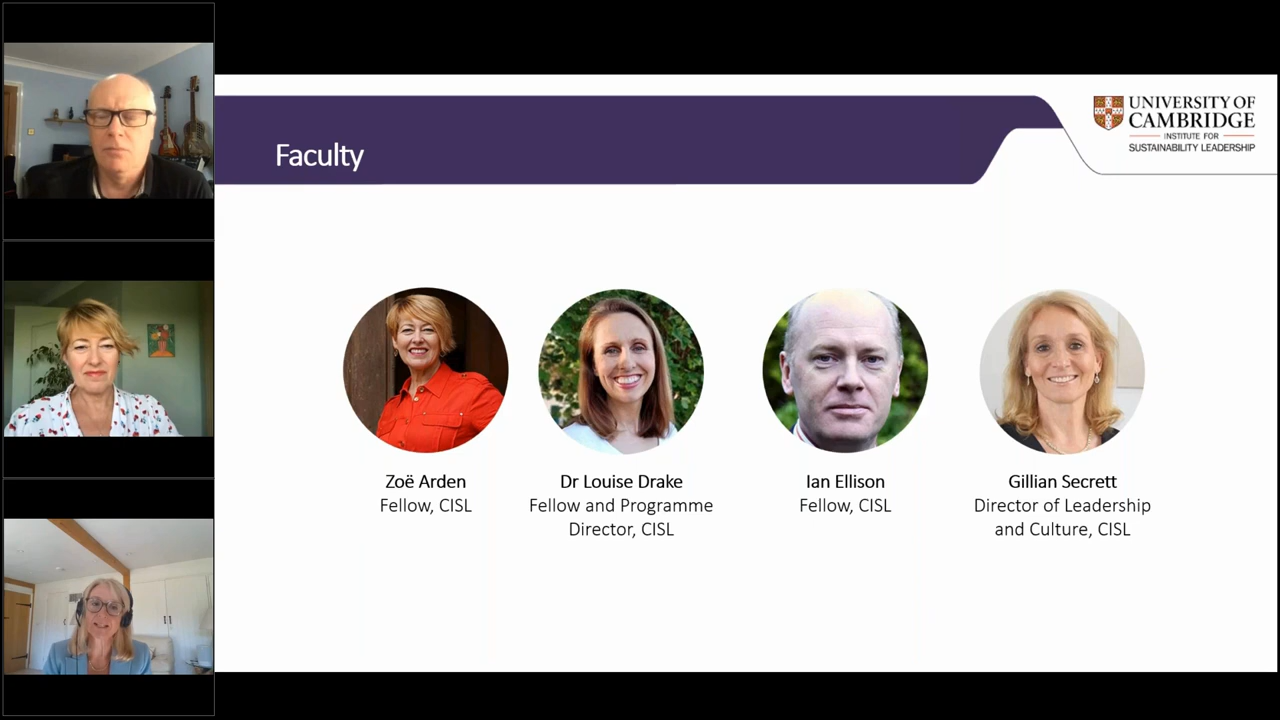 Faculty
UNIVERSITY OF
CAMBRIDGE
INSTITUTE FOR
SUSTAINABILITY LEADERSHIP
Zoë Arden
Fellow, CISL
Dr Louise Drake
Fellow and Programme
Director, CISL
Ian Ellison
Fellow, CISL
Gillian Secrett
Director of Leadership
and Culture, CISL